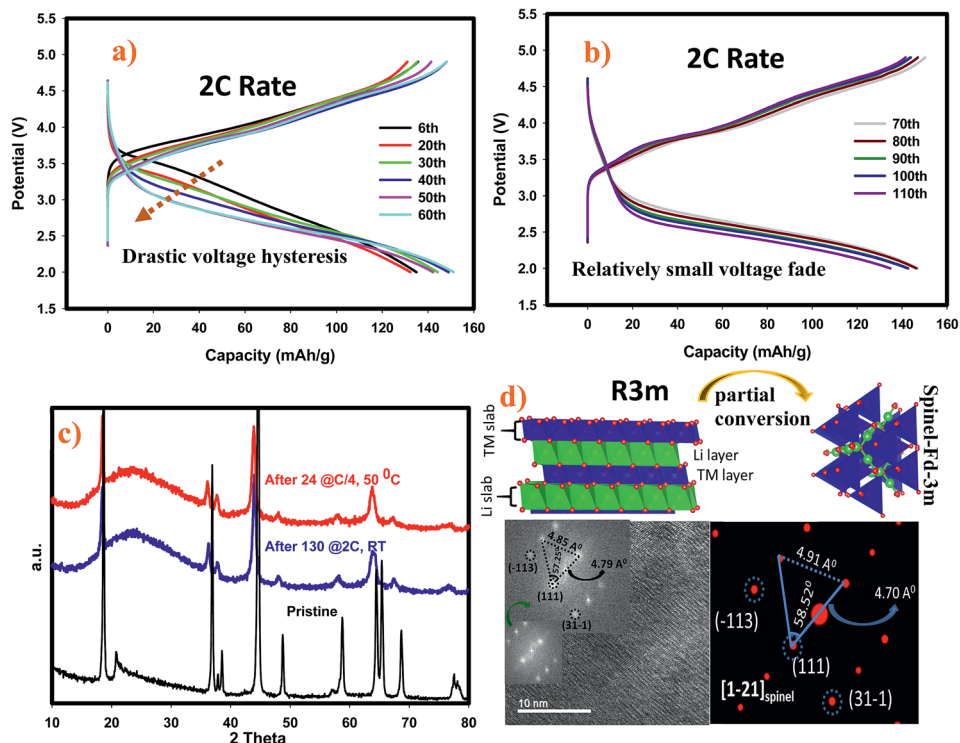 a)
2C Rate
6th
20th
30th
40th
50th
60th
Drastic voltage hysteresis
Potential (V)
5.5
5.0
4.5
4.0
3.5
3.0
2.5
2.0
1.5
0 20 40 60 80 100 120 140 160
Capacity (mAh/g)
b)
2C Rate
70th
80th
90th
100th
110th
Relatively small voltage fade
Potential (V)
5.5
5.0
4.5
4.0
3.5
3.0
2.5
2.0
1.5
0 20 40 60 80 100 120 140 160
Capacity (mAh/g)
c)
After 24 @C/4, 50 ⁰C
After 130 @2C, RT
Pristine
a.u.
10 20 30 40 50 60 70 80
2 Theta
d)
R3m
partial
conversion
Spinel-Fd-3m
TM slab
Li layer
TM layer
Li slab
4.85 A⁰
57.25⁰
4.79 A⁰
(-113)
(111)
(31-1)
10 nm
4.91 A⁰
58.52⁰
4.70 A⁰
(-113)
(111)
[1-21]spinel
(31-1)